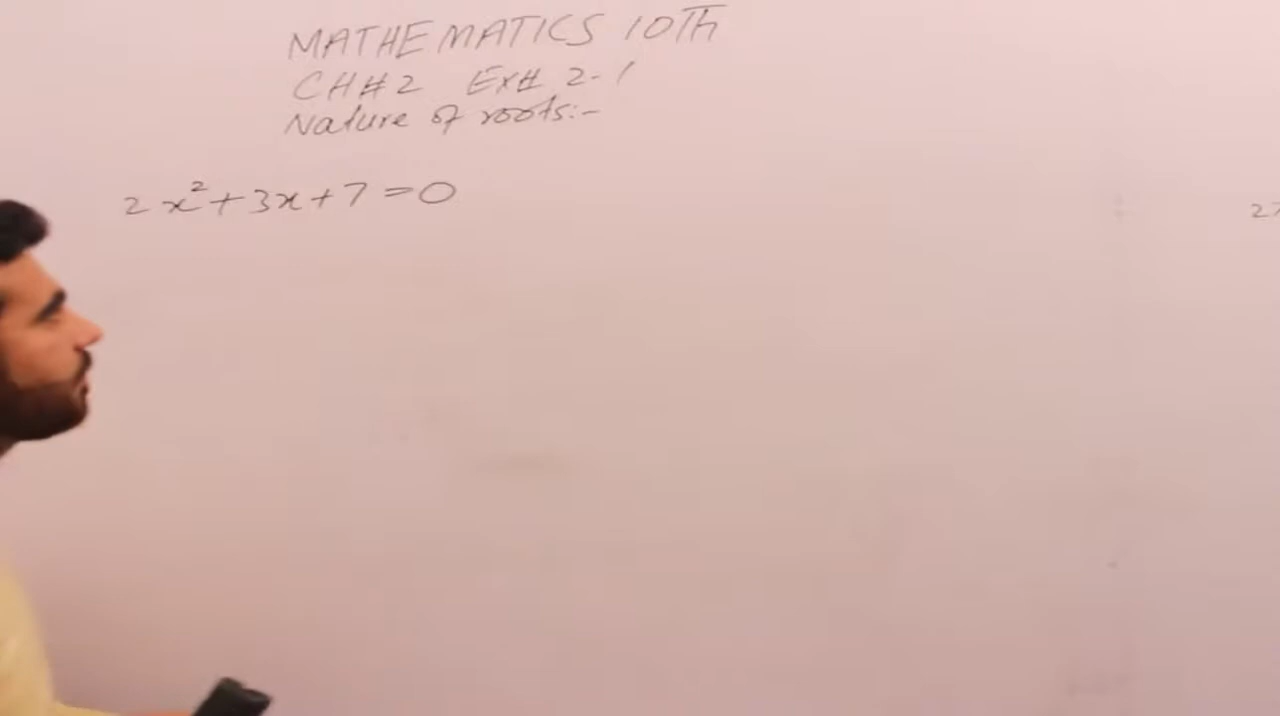 MATHEMATICS 10Th
CH# 2 Ex# 2-1
Nature of roots:-
2x²+3x+7=0